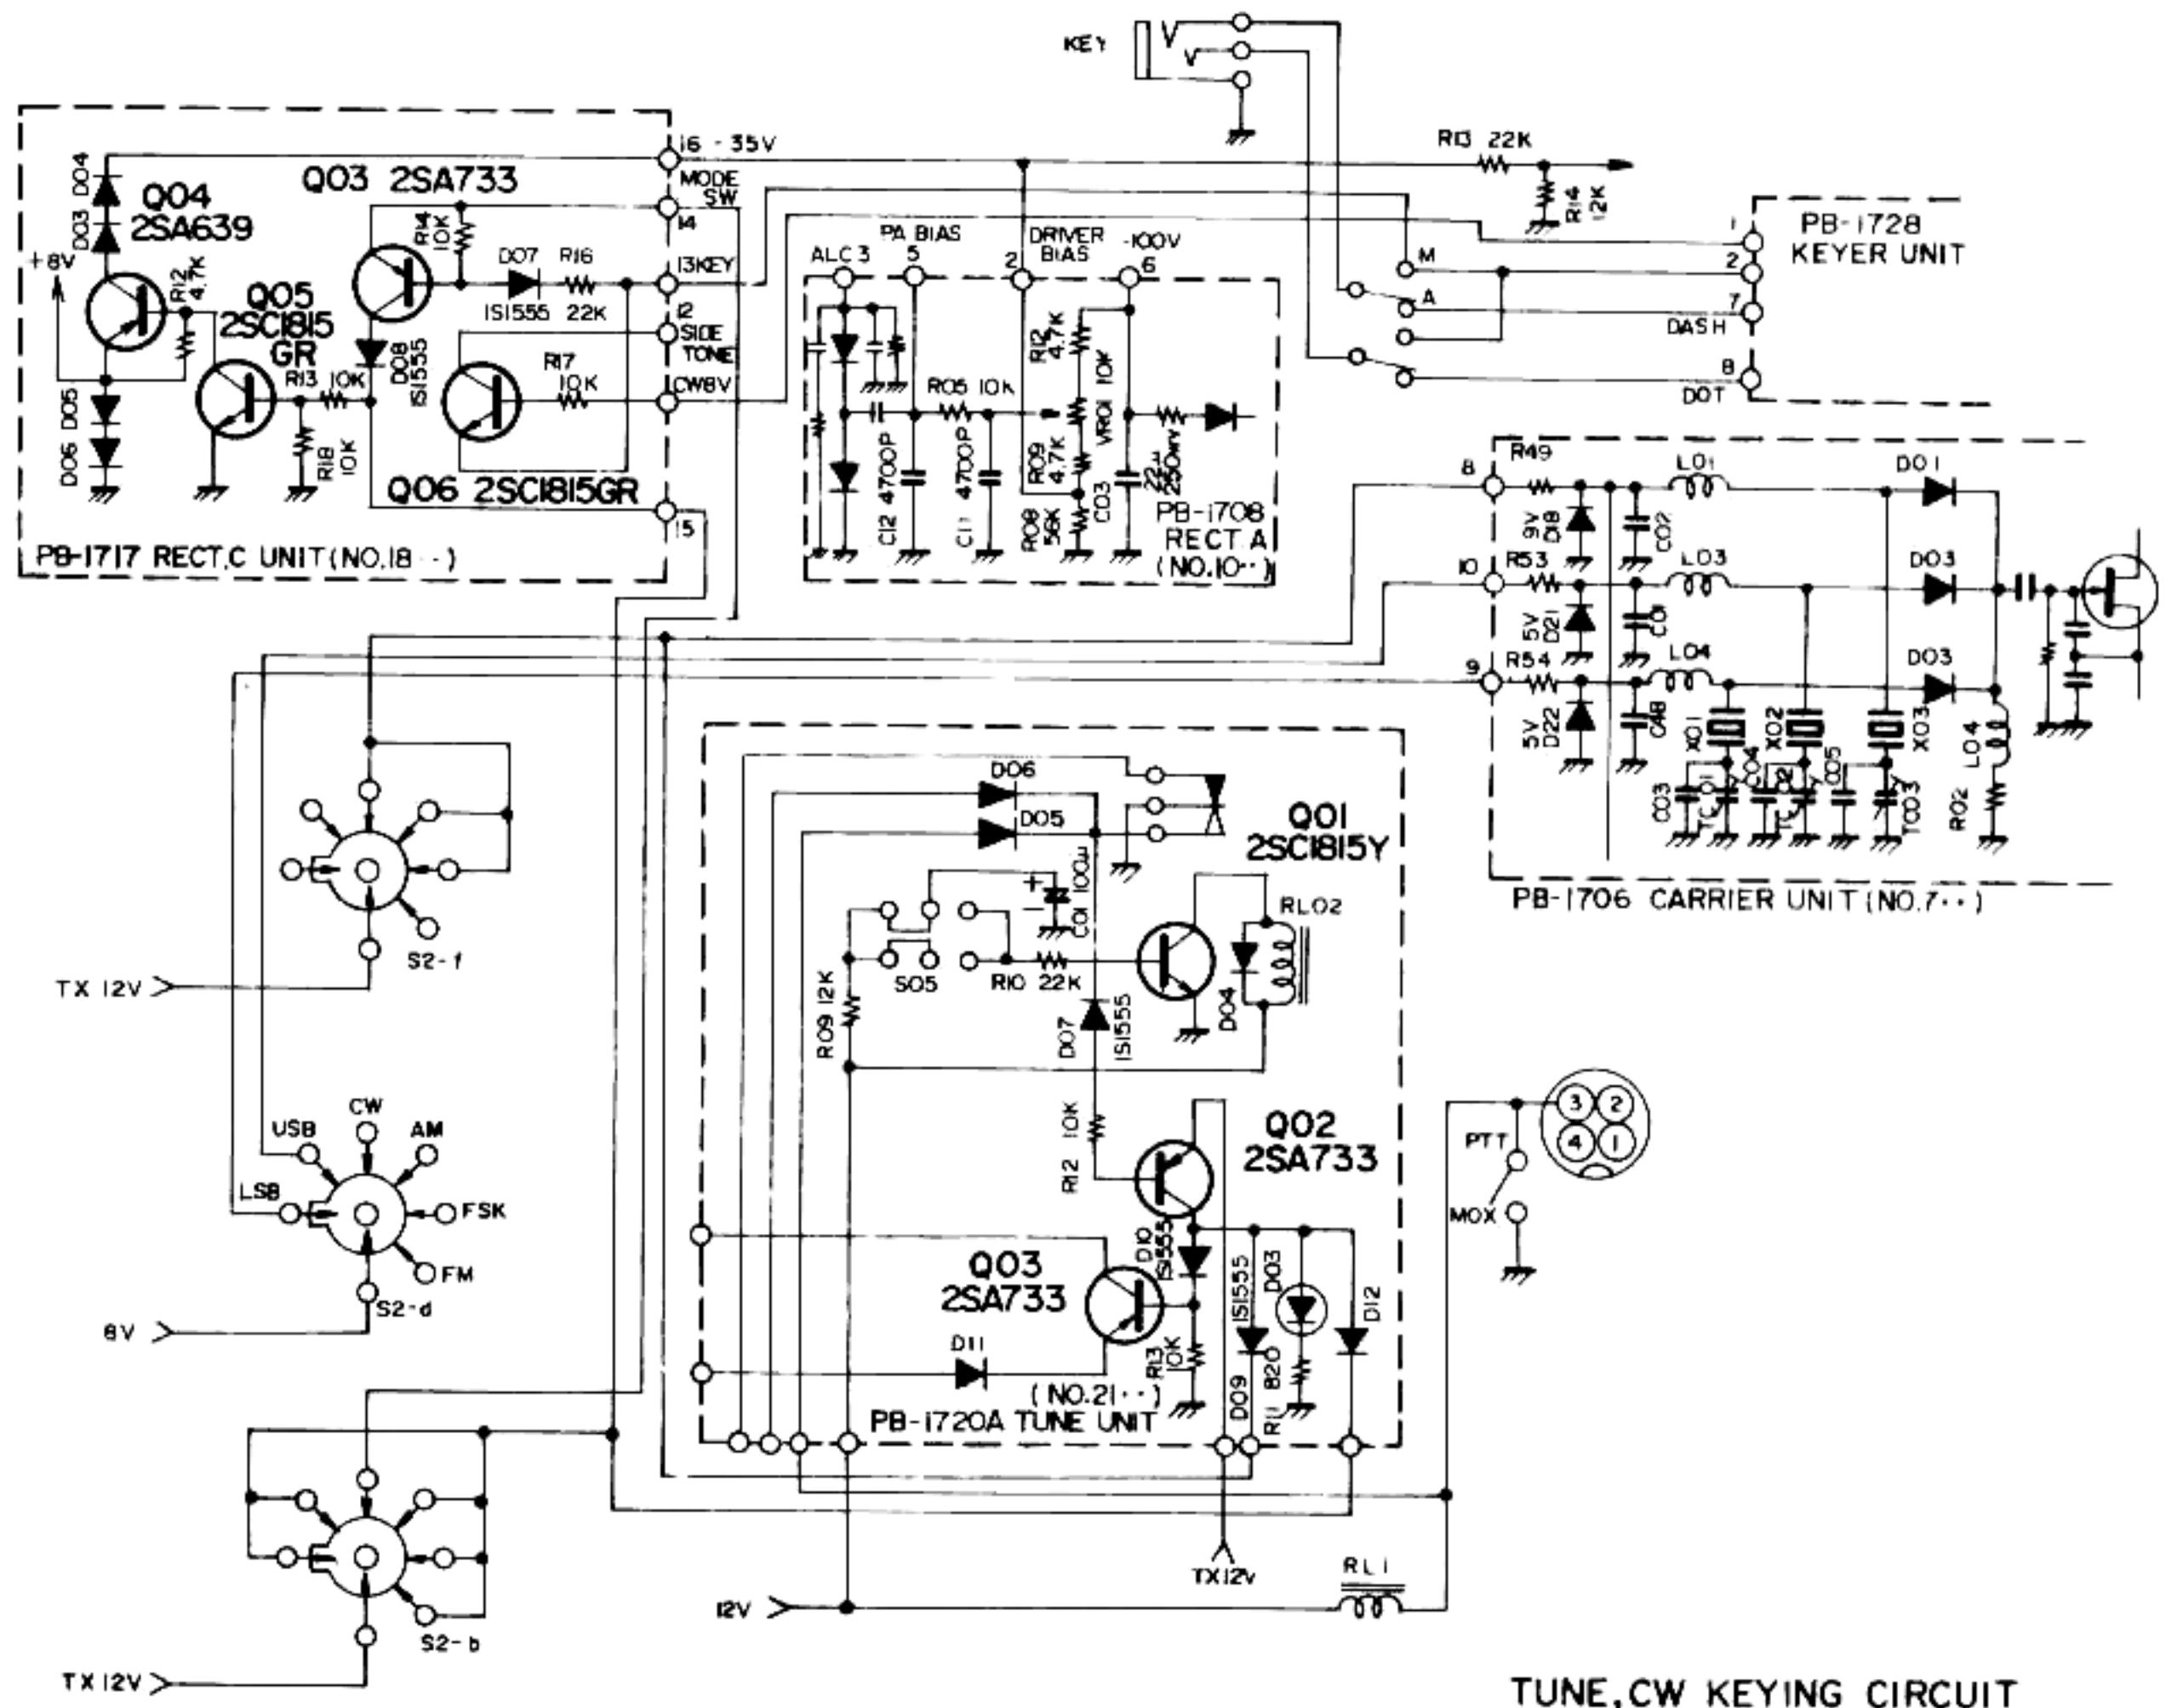 KEY
16 -35V
MODE
SW
14
13KEY
12
SIDE
TONE
CW8V
15
D04
D03
Q04
2SA639
+8V
R12
4.7K
Q03 2SA733
R14
10K
D07
1S1555
R16
22K
Q05
2SC1815
GR
R13 10K
D08
1S1555
R17
10K
D05
D06
R18
10K
Q06 2SC1815GR
PB-1717 RECT,C UNIT (NO.18··)
PA BIAS
DRIVER
BIAS
-100V
ALC 3
5
2
6
R12
4.7K
R05 10K
VR01 10K
C12 4700P
C11 4700P
R09
4.7K
R08
56K
C03
22μ
250WV
PB-1708
RECT. A
(NO.10··)
R13 22K
R14
12K
M
A
1
2
7
DASH
8
DOT
PB-1728
KEYER UNIT
8
R49
L01
D01
9V
D18
C02
10
R53
L03
D03
5V
D21
C01
9
R54
L04
D03
5V
D22
C48
X01
X02
X03
C03
TC01
C04
TC02
C05
TC03
L04
R02
PB-1706 CARRIER UNIT (NO.7··)
S2-f
TX 12V
CW
USB
AM
LSB
FSK
FM
S2-d
8V
S2-b
TX 12V
D06
D05
Q01
2SC1815Y
C01 100μ
+
-
RL02
S05
R10 22K
D04
R09 12K
D07
1S1555
R12 10K
Q02
2SA733
D10
1S1555
Q03
2SA733
D11
R13
10K
1S1555
D09
D03
R11 820
D12
(NO.21··)
PB-1720A TUNE UNIT
3 2
4 1
PTT
MOX
TX12V
RL1
12V
TUNE,CW KEYING CIRCUIT